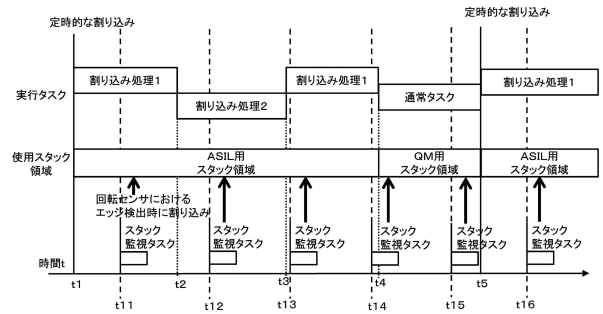 定時的な割り込み
定時的な割り込み
実行タスク
割り込み処理1
割り込み処理2
割り込み処理1
通常タスク
割り込み処理1
使用スタック
領域
ASIL用
スタック領域
QM用
スタック領域
ASIL用
スタック領域
回転センサにおける
エッジ検出時に割り込み
スタック
監視タスク
スタック
監視タスク
スタック
監視タスク
スタック
監視タスク
スタック
監視タスク
スタック
監視タスク
時間t
t1
t2
t3
t4
t5
t11
t12
t13
t14
t15
t16